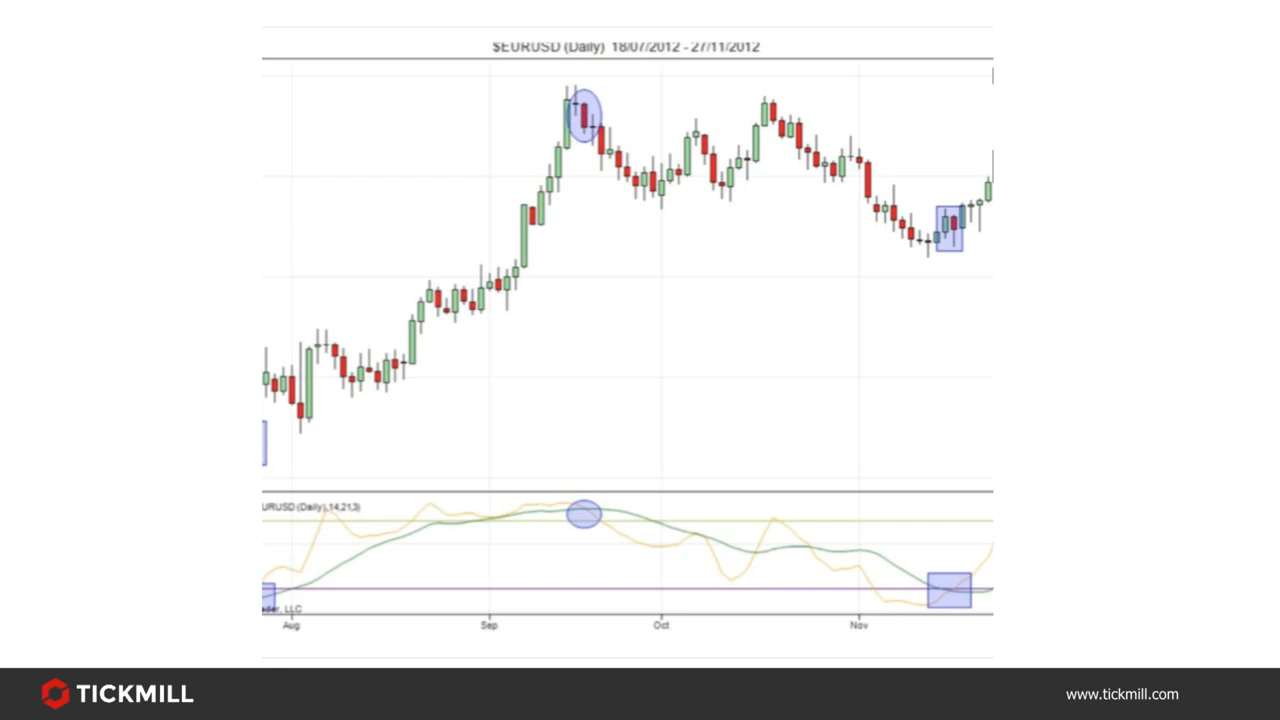 $EURUSD (Daily) 18/07/2012 - 27/11/2012
URUSD (Daily),14,21,3)
LLC
Aug Sep Oct Nov
TICKMILL
www.tickmill.com